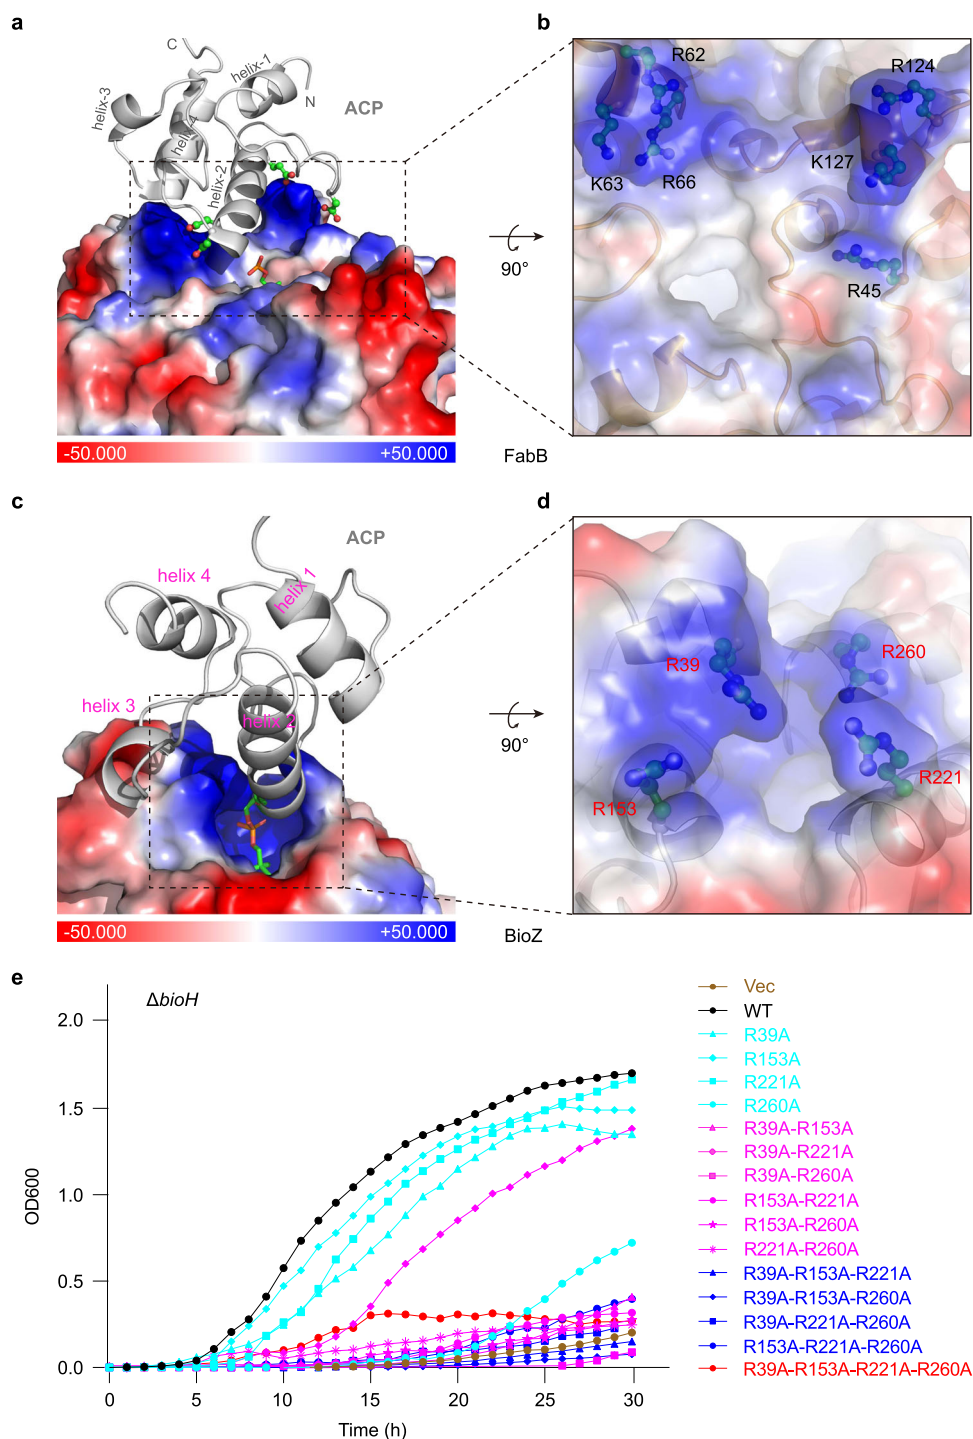 a
C
helix-1
N
helix-3
helix-4
ACP
helix-2
-50.000
+50.000
90°
FabB
b
R62
R124
K63
R66
K127
R45
c
ACP
helix 4
helix 1
helix 3
helix 2
-50.000
+50.000
90°
BioZ
d
R39
R260
R153
R221
e
ΔbioH
OD600
2.0
1.5
1.0
0.5
0.0
0 5 10 15 20 25 30
Time (h)
Vec
WT
R39A
R153A
R221A
R260A
R39A-R153A
R39A-R221A
R39A-R260A
R153A-R221A
R153A-R260A
R221A-R260A
R39A-R153A-R221A
R39A-R153A-R260A
R39A-R221A-R260A
R153A-R221A-R260A
R39A-R153A-R221A-R260A